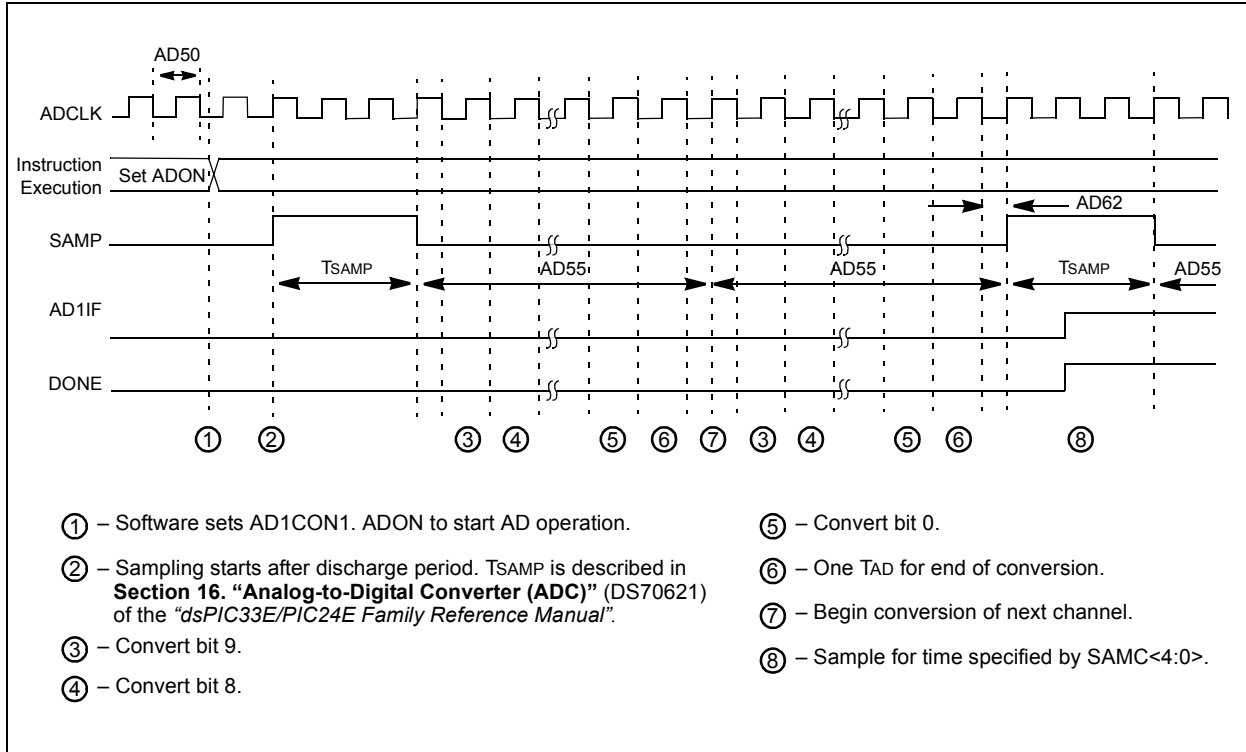 AD50
ADCLK
Instruction
Execution
Set ADON
AD62
SAMP
TSAMP
AD55
AD55
TSAMP
AD55
AD1IF
DONE
1 2 3 4 5 6 7 3 4 5 6 8
1 – Software sets AD1CON1. ADON to start AD operation.
2 – Sampling starts after discharge period. TSAMP is described in
Section 16. “Analog-to-Digital Converter (ADC)” (DS70621)
of the “dsPIC33E/PIC24E Family Reference Manual”.
3 – Convert bit 9.
4 – Convert bit 8.
5 – Convert bit 0.
6 – One TAD for end of conversion.
7 – Begin conversion of next channel.
8 – Sample for time specified by SAMC<4:0>.